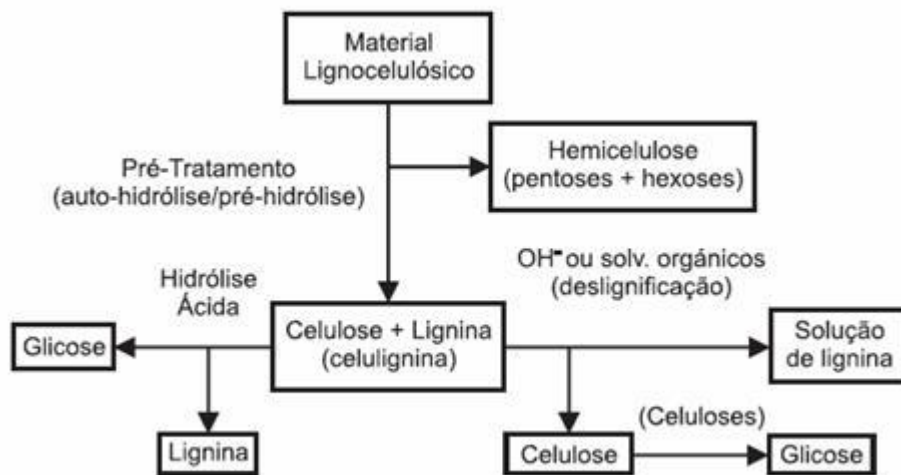 Material
Lignocelulósico
Pré-Tratamento
(auto-hidrólise/pré-hidrólise)
Hemicelulose
(pentoses + hexoses)
OH- ou solv. orgánicos
(deslignificação)
Hidrólise
Ácida
Glicose
Celulose + Lignina
(celulignina)
Solução
de lignina
Lignina
Celulose
(Celuloses)
Glicose